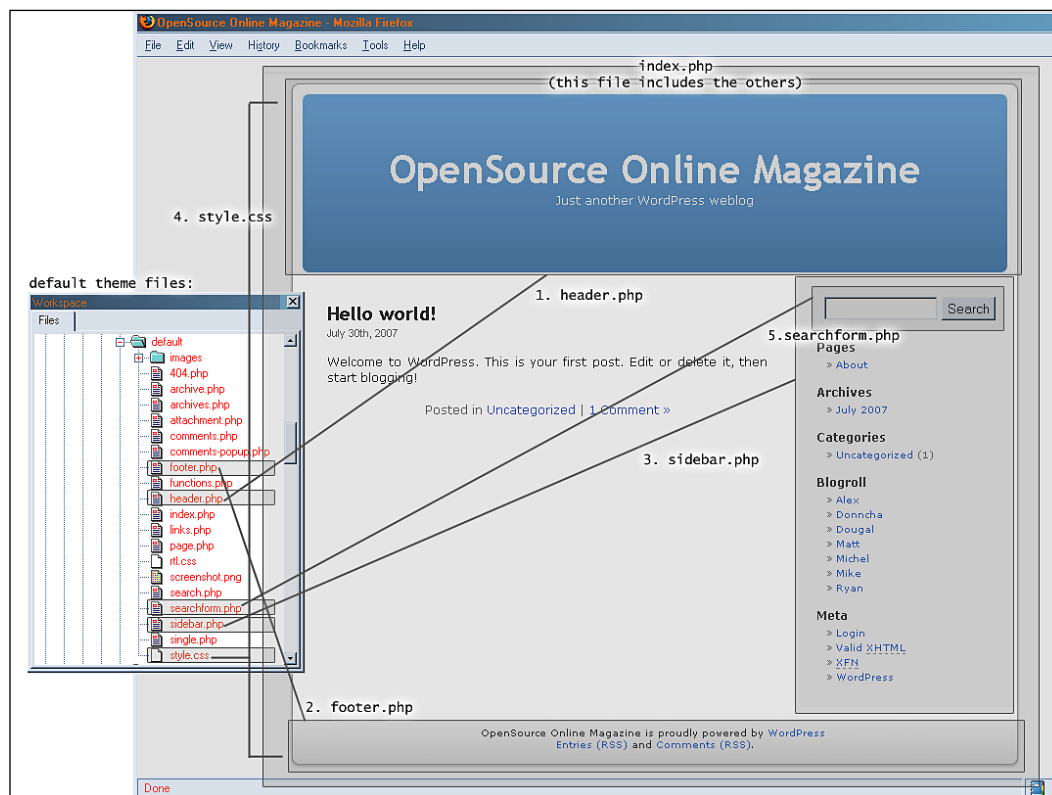 OpenSource Online Magazine - Mozilla Firefox
File Edit View History Bookmarks Tools Help
index.php
(this file includes the others)
OpenSource Online Magazine
Just another WordPress weblog
4. style.css
default theme files:
Workspace
Files
default
images
404.php
archive.php
archives.php
attachment.php
comments.php
comments-popup.php
footer.php
functions.php
header.php
index.php
links.php
page.php
rtl.css
screenshot.png
search.php
searchform.php
sidebar.php
single.php
style.css
1. header.php
Hello world!
July 30th, 2007
Welcome to WordPress. This is your first post. Edit or delete it, then
start blogging!
Posted in Uncategorized | 1 Comment »
Search
5.searchform.php
Pages
» About
Archives
» July 2007
Categories
» Uncategorized (1)
3. sidebar.php
Blogroll
» Alex
» Donncha
» Dougal
» Matt
» Michel
» Mike
» Ryan
Meta
» Login
» Valid XHTML
» XFN
» WordPress
2. footer.php
OpenSource Online Magazine is proudly powered by WordPress
Entries (RSS) and Comments (RSS).
Done